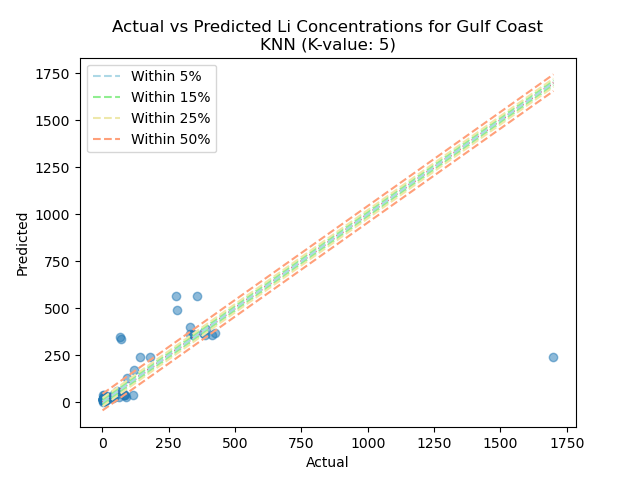 Actual vs Predicted Li Concentrations for Gulf Coast
KNN (K-value: 5)
Within 5%
Within 15%
Within 25%
Within 50%
1750
1500
1250
1000
750
500
250
0
Predicted
0 250 500 750 1000 1250 1500 1750
Actual